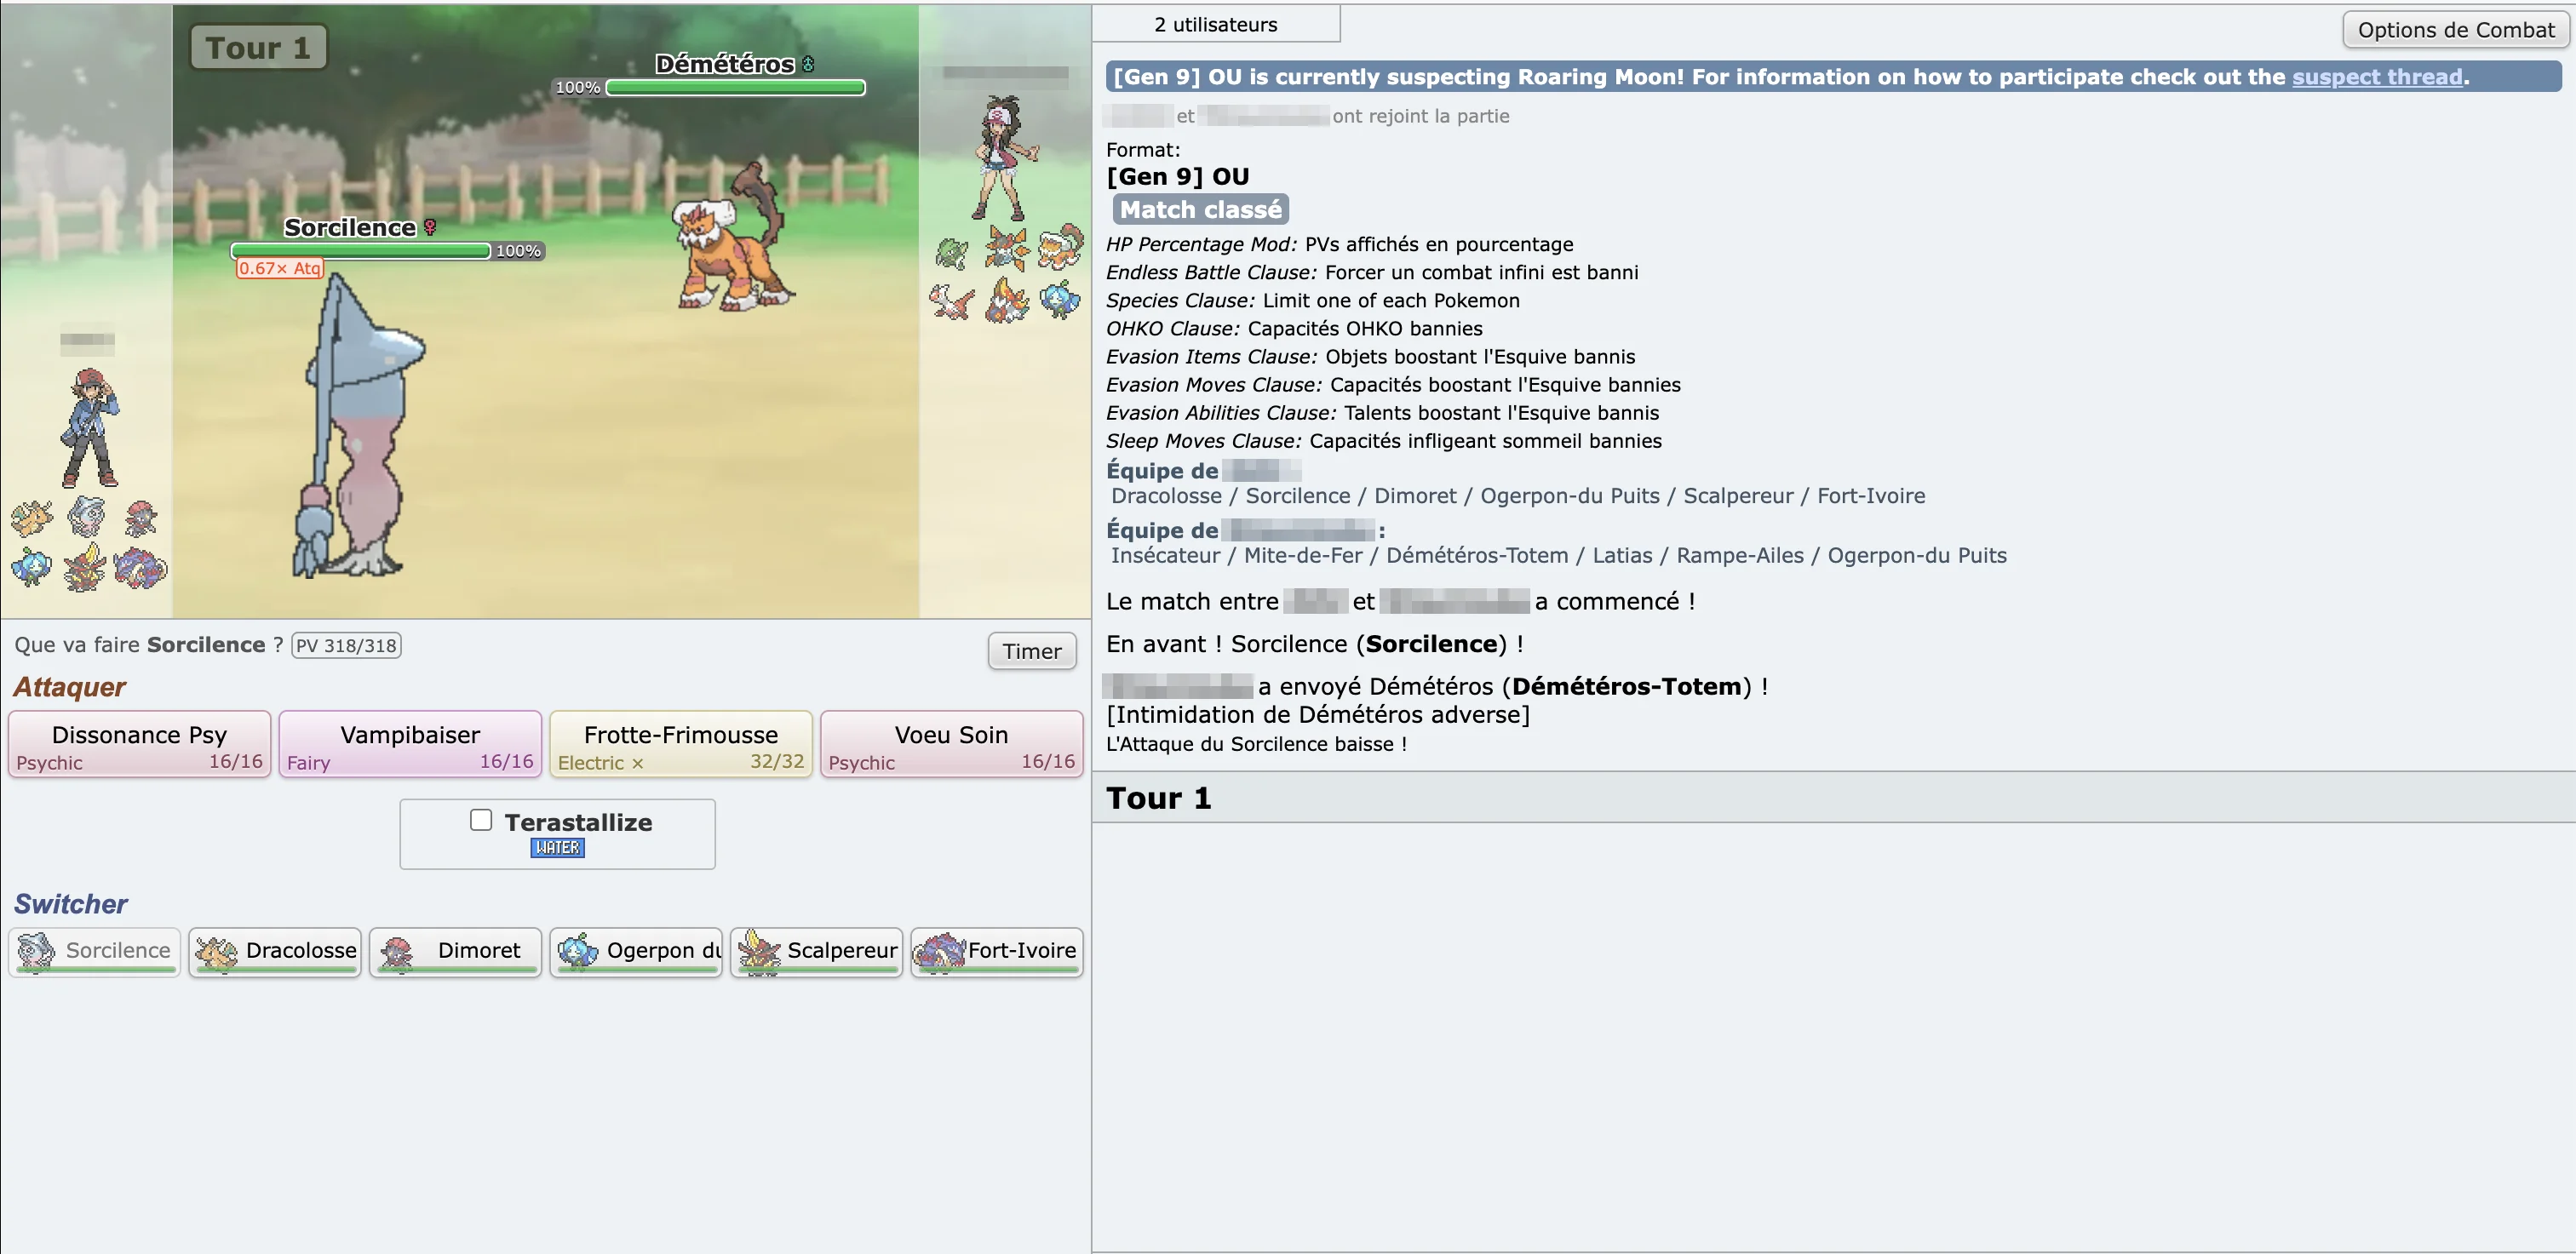 Tour 1
Démétéros
100%
Sorcilence
100%
0.67× Atq
Que va faire Sorcilence ? PV 318/318
Timer
Attaquer
Dissonance Psy
Psychic 16/16
Vampibaiser
Fairy 16/16
Frotte-Frimousse
Electric × 32/32
Voeu Soin
Psychic 16/16
Terastallize
WATER
Switcher
Sorcilence
Dracolosse
Dimoret
Ogerpon du
Scalpereur
Fort-Ivoire
2 utilisateurs
Options de Combat
[Gen 9] OU is currently suspecting Roaring Moon! For information on how to participate check out the suspect thread.
et ont rejoint la partie
Format:
[Gen 9] OU
Match classé
HP Percentage Mod: PVs affichés en pourcentage
Endless Battle Clause: Forcer un combat infini est banni
Species Clause: Limit one of each Pokemon
OHKO Clause: Capacités OHKO bannies
Evasion Items Clause: Objets boostant l'Esquive bannis
Evasion Moves Clause: Capacités boostant l'Esquive bannies
Evasion Abilities Clause: Talents boostant l'Esquive bannis
Sleep Moves Clause: Capacités infligeant sommeil bannies
Équipe de
Dracolosse / Sorcilence / Dimoret / Ogerpon-du Puits / Scalpereur / Fort-Ivoire
Équipe de :
Insécateur / Mite-de-Fer / Démétéros-Totem / Latias / Rampe-Ailes / Ogerpon-du Puits
Le match entre et a commencé !
En avant ! Sorcilence (Sorcilence) !
a envoyé Démétéros (Démétéros-Totem) !
[Intimidation de Démétéros adverse]
L'Attaque du Sorcilence baisse !
Tour 1